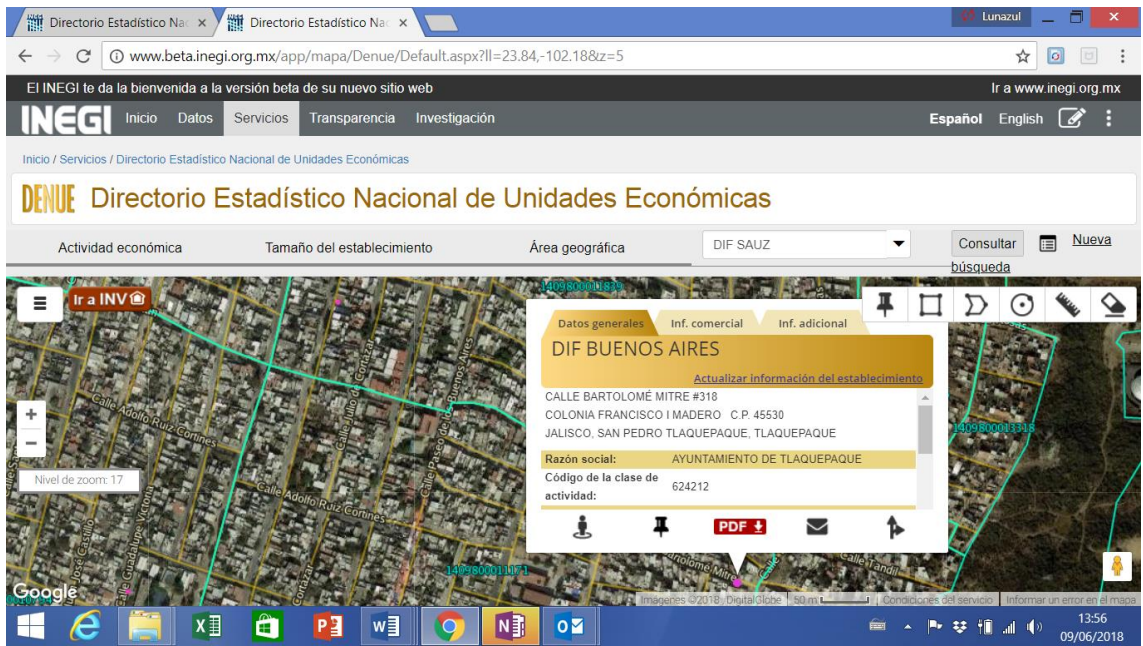 Directorio Estadístico Nac
Directorio Estadístico Nac
Lunazul
www.beta.inegi.org.mx/app/mapa/Denue/Default.aspx?ll=23.84,-102.18&z=5
El INEGI te da la bienvenida a la versión beta de su nuevo sitio web
Ir a www.inegi.org.mx
INEGI Inicio Datos Servicios Transparencia Investigación
Español English
Inicio / Servicios / Directorio Estadístico Nacional de Unidades Económicas
DENUE Directorio Estadístico Nacional de Unidades Económicas
Actividad económica Tamaño del establecimiento Área geográfica DIF SAUZ Consultar Nueva
búsqueda
Ir a INV
1409800011839
Datos generales Inf. comercial Inf. adicional
DIF BUENOS AIRES
Actualizar información del establecimiento
CALLE BARTOLOMÉ MITRE #318
COLONIA FRANCISCO I MADERO C.P. 45530
JALISCO, SAN PEDRO TLAQUEPAQUE, TLAQUEPAQUE
Razón social: AYUNTAMIENTO DE TLAQUEPAQUE
Código de la clase de
actividad:
624212
PDF
Calle Adolfo Ruiz Cortines
Calle Julio de Cortázar
Calle Paseo de los Buenos Aires
1409800013318
+
−
Nivel de zoom: 17
Calle Adolfo Ruiz Cortines
José Castillo
Calle Guadalupe Victoria
1409800011171
Bartolomé Mitre
Calle Tandil
Google
Imágenes ©2018, DigitalGlobe 50 m Condiciones del servicio Informar un error en el mapa
13:56
09/06/2018